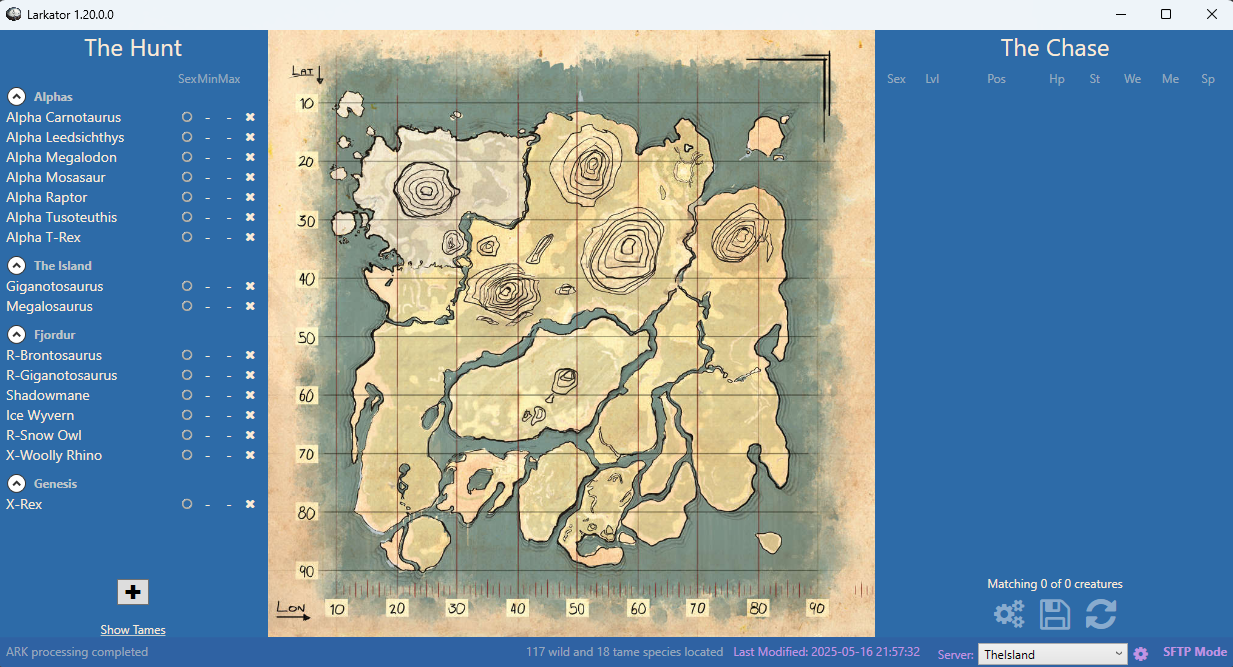 Larkator 1.20.0.0
The Hunt
Sex Min Max
Alphas
Alpha Carnotaurus - -
Alpha Leedsichthys - -
Alpha Megalodon - -
Alpha Mosasaur - -
Alpha Raptor - -
Alpha Tusoteuthis - -
Alpha T-Rex - -
The Island
Giganotosaurus - -
Megalosaurus - -
Fjordur
R-Brontosaurus - -
R-Giganotosaurus - -
Shadowmane - -
Ice Wyvern - -
R-Snow Owl - -
X-Woolly Rhino - -
Genesis
X-Rex - -
Show Tames
LAT
10
20
30
40
50
60
70
80
90
LON 10 20 30 40 50 60 70 80 90
The Chase
Sex Lvl Pos Hp St We Me Sp
Matching 0 of 0 creatures
ARK processing completed
117 wild and 18 tame species located Last Modified: 2025-05-16 21:57:32 Server: TheIsland SFTP Mode